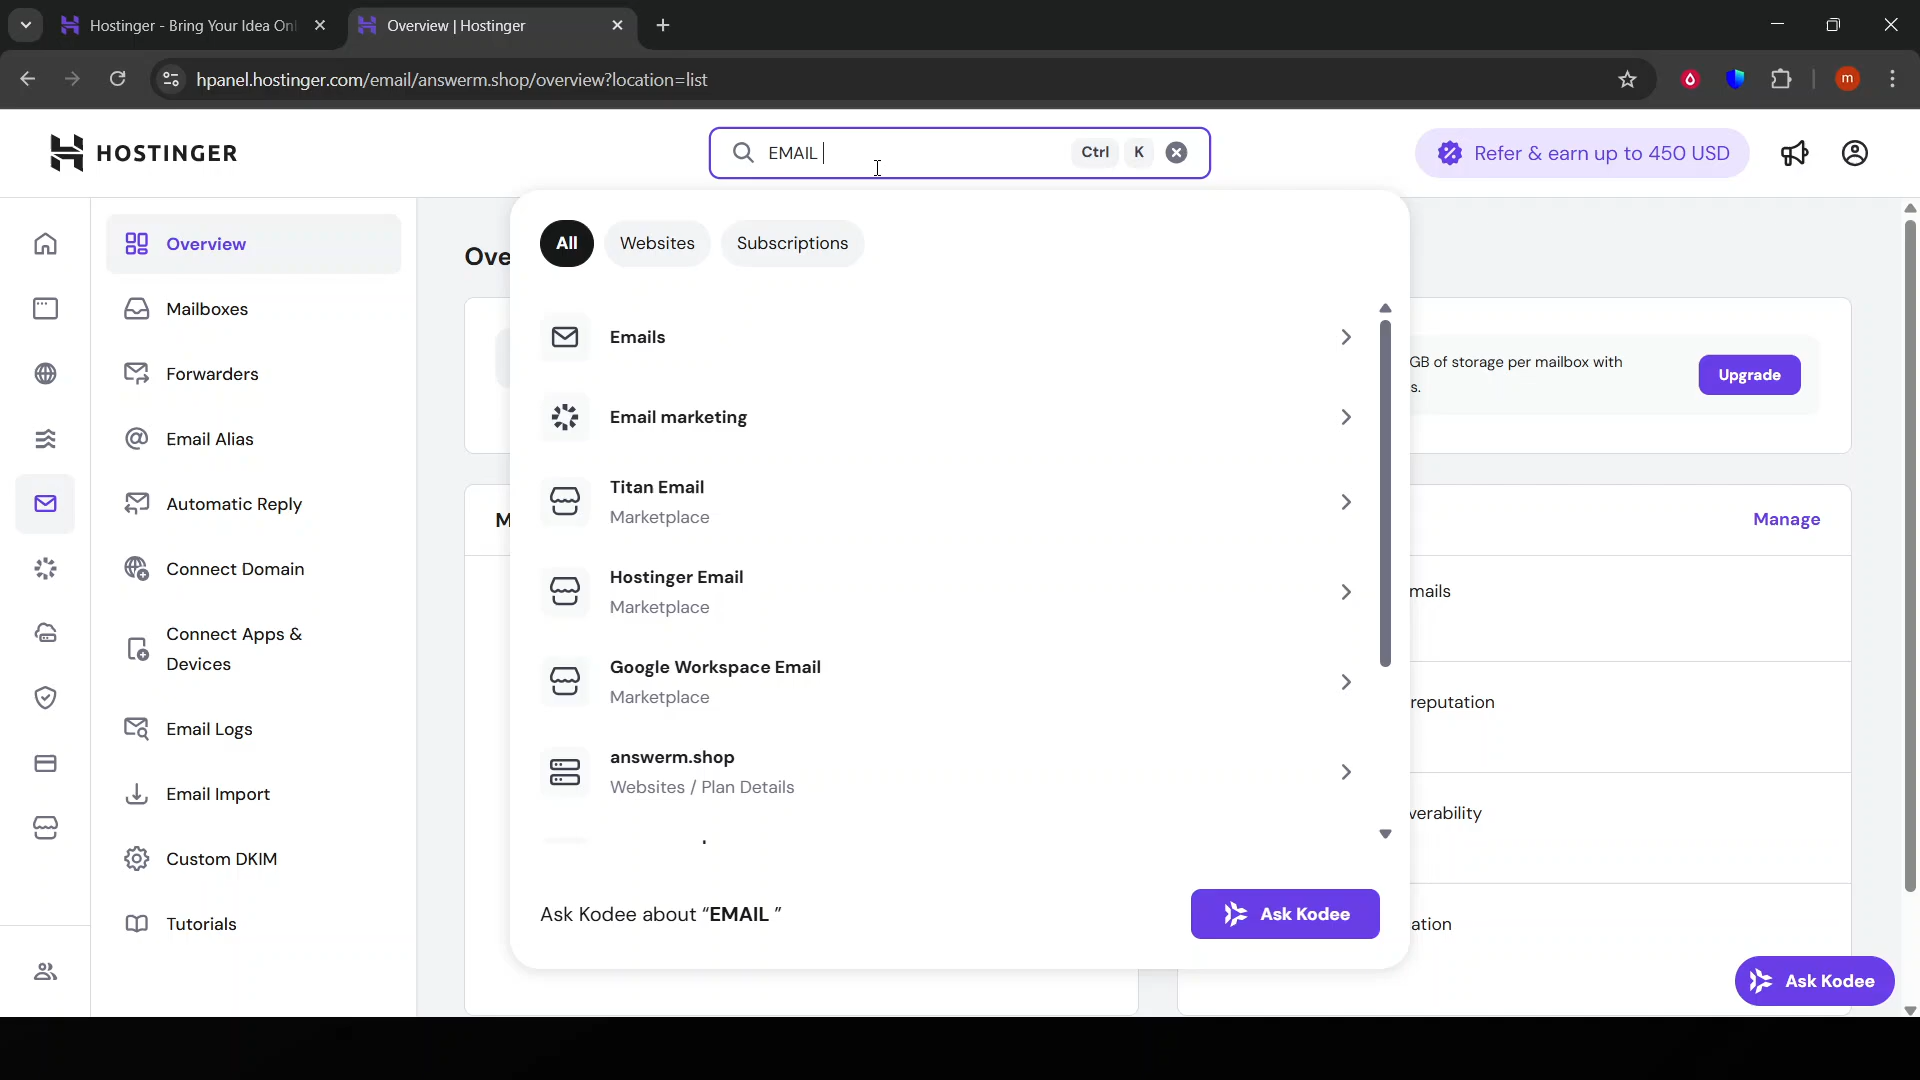 Hostinger - Bring Your Idea Onl
Overview | Hostinger
hpanel.hostinger.com/email/answerm.shop/overview?location=list
m
HOSTINGER
EMAIL
Ctrl K
Refer & earn up to 450 USD
Overview
Mailboxes
Forwarders
Email Alias
Automatic Reply
Connect Domain
Connect Apps &
Devices
Email Logs
Email Import
Custom DKIM
Tutorials
Ove
All Websites Subscriptions
Emails
Email marketing
Titan Email
Marketplace
Hostinger Email
Marketplace
Google Workspace Email
Marketplace
answerm.shop
Websites / Plan Details
Ask Kodee about “EMAIL ”
Ask Kodee
GB of storage per mailbox with
s.
Upgrade
M
Manage
mails
reputation
verability
ation
Ask Kodee